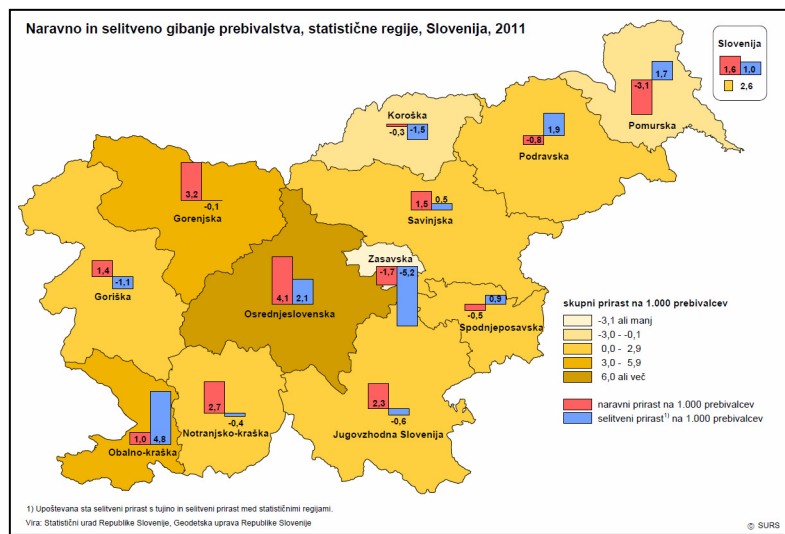 Naravno in selitveno gibanje prebivalstva, statistične regije, Slovenija, 2011
Slovenija
1,6 1,0
2,6
-3,1 1,7
Pomurska
Koroška
-0,3 -1,5
-0,8 1,9
Podravska
3,2 -0,1
Gorenjska
1,5 0,5
Savinjska
Zasavska
-1,7 -5,2
1,4 -1,1
Goriška
4,1 2,1
Osrednjeslovenska
-0,5 0,9
Spodnjeposavska
2,7 -0,4
Notranjsko-kraška
2,3 -0,6
Jugovzhodna Slovenija
1,0 4,8
Obalno-kraška
skupni prirast na 1.000 prebivalcev
-3,1 ali manj
-3,0 - -0,1
0,0 - 2,9
3,0 - 5,9
6,0 ali več
naravni prirast na 1.000 prebivalcev
selitveni prirast1) na 1.000 prebivalcev
1) Upoštevana sta selitveni prirast s tujino in selitveni prirast med statističnimi regijami.
Vira: Statistični urad Republike Slovenije, Geodetska uprava Republike Slovenije
© SURS